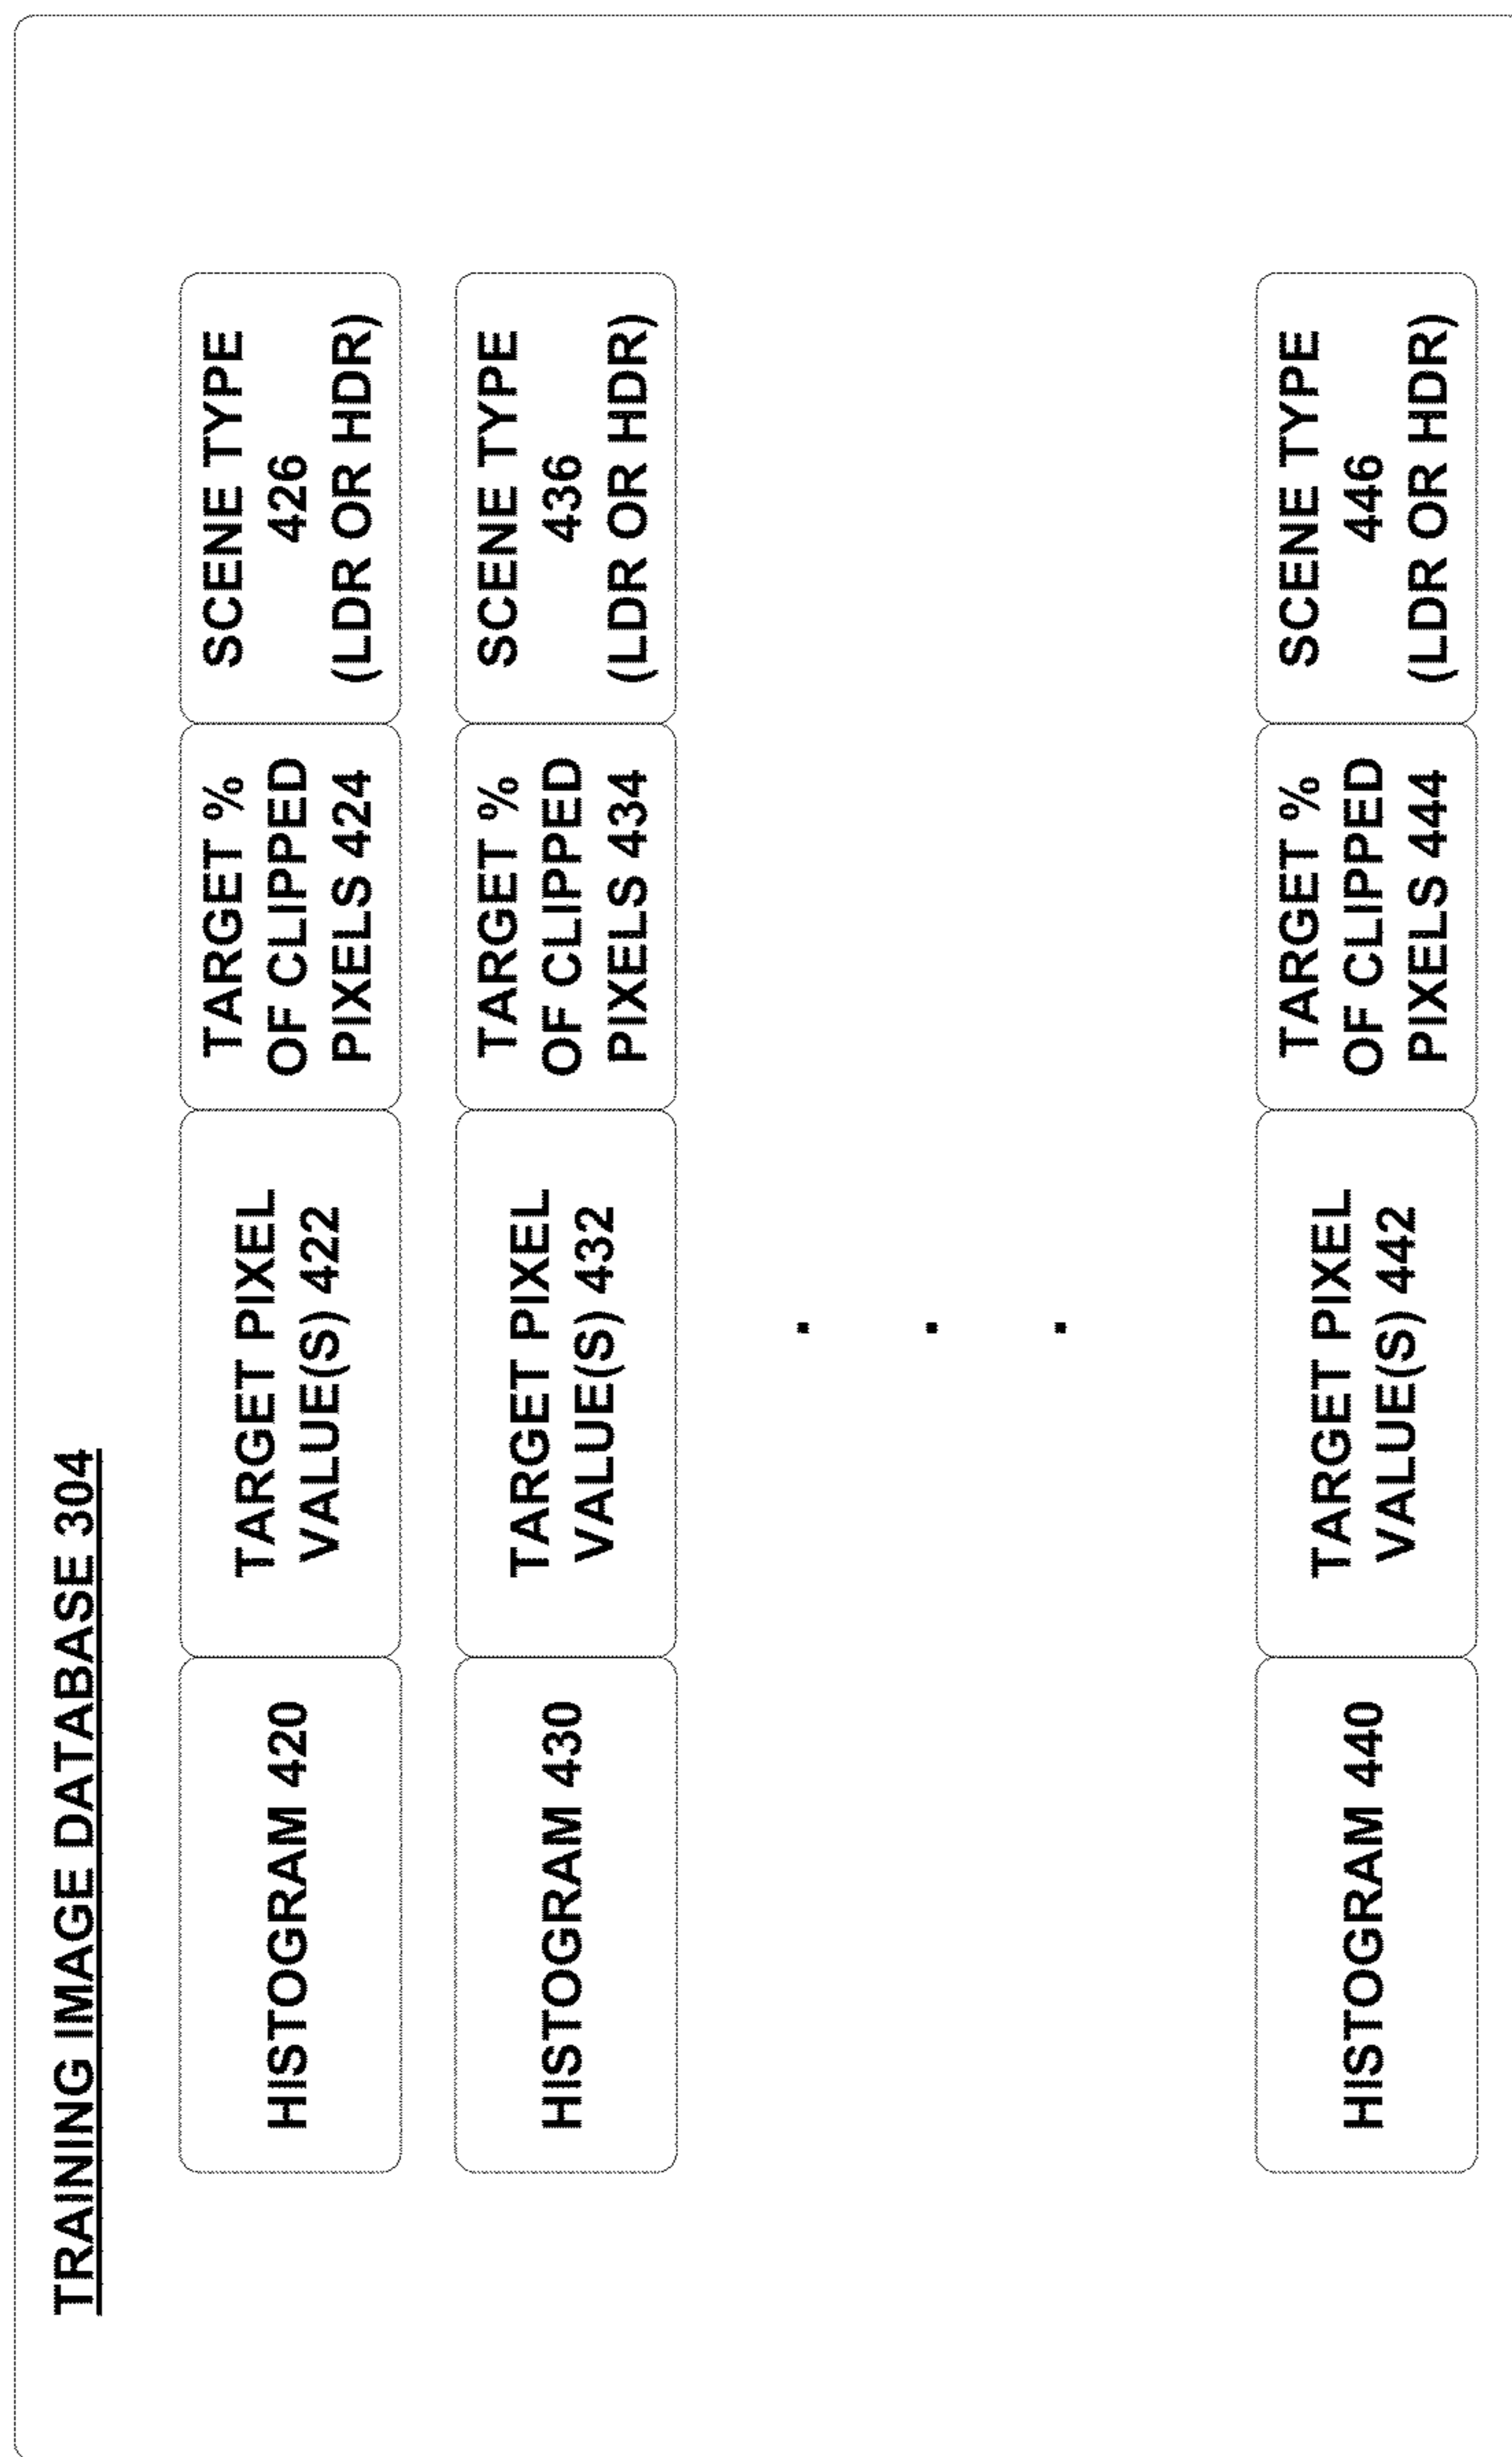 TRAINING IMAGE DATABASE 304
HISTOGRAM 420
TARGET PIXEL
VALUE(S) 422
TARGET %
OF CLIPPED
PIXELS 424
SCENE TYPE
426
(LDR OR HDR)
HISTOGRAM 430
TARGET PIXEL
VALUE(S) 432
TARGET %
OF CLIPPED
PIXELS 434
SCENE TYPE
436
(LDR OR HDR)
HISTOGRAM 440
TARGET PIXEL
VALUE(S) 442
TARGET %
OF CLIPPED
PIXELS 444
SCENE TYPE
446
(LDR OR HDR)